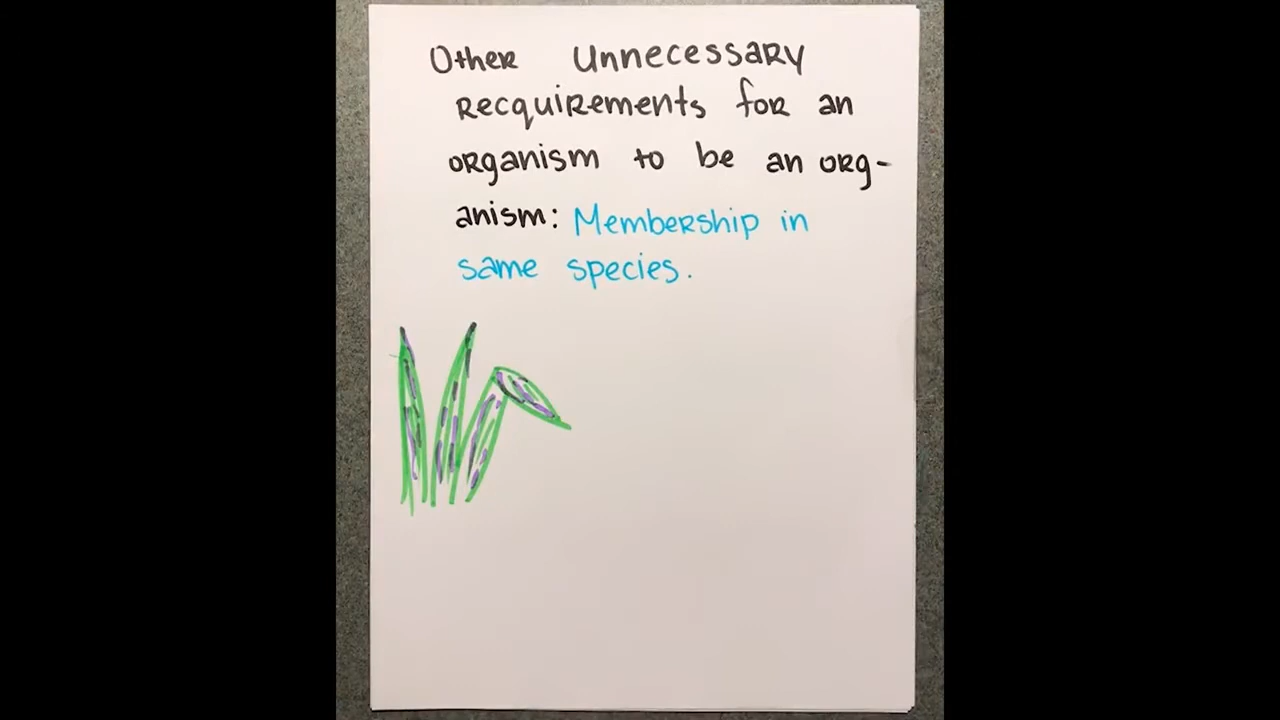 Other Unnecessary
Recquirements for an
organism to be an org-
anism: Membership in
same species.